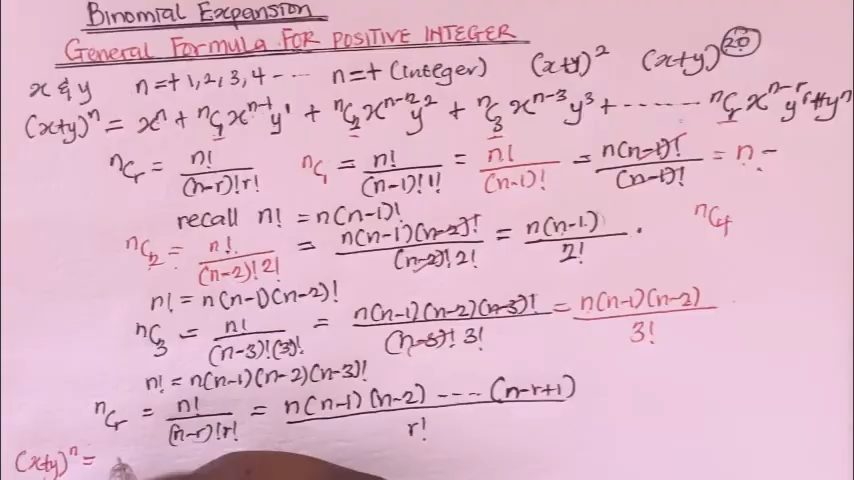 Binomial Expansion
General Formula FOR POSITIVE INTEGER
x & y n=+1,2,3,4---- n=+(integer) (x+y)² (x+y)²⁰
(x+y)ⁿ = xⁿ + ⁿC₁xⁿ⁻¹y¹ + ⁿC₂xⁿ⁻²y² + ⁿC₃xⁿ⁻³y³ + ------- ⁿCᵣxⁿ⁻ʳyʳ++yⁿ
ⁿCᵣ = n!/(n-r)!r! ⁿC₁ = n!/(n-1)!1! = n!/(n-1)! = n(n-1)!/(n-1)! = n -
recall n! = n(n-1)!
ⁿC₂ = n!/(n-2)!2! = n(n-1)(n-2)!/(n-2)!2! = n(n-1)/2! . ⁿC₄
n! = n(n-1)(n-2)!
ⁿC₃ = n!/(n-3)!(3)! = n(n-1)(n-2)(n-3)!/(n-3)!3! = n(n-1)(n-2)/3!
n! = n(n-1)(n-2)(n-3)!
ⁿCᵣ = n!/(n-r)!r! = n(n-1)(n-2)----(n-r+1)/r!
(x+y)ⁿ =